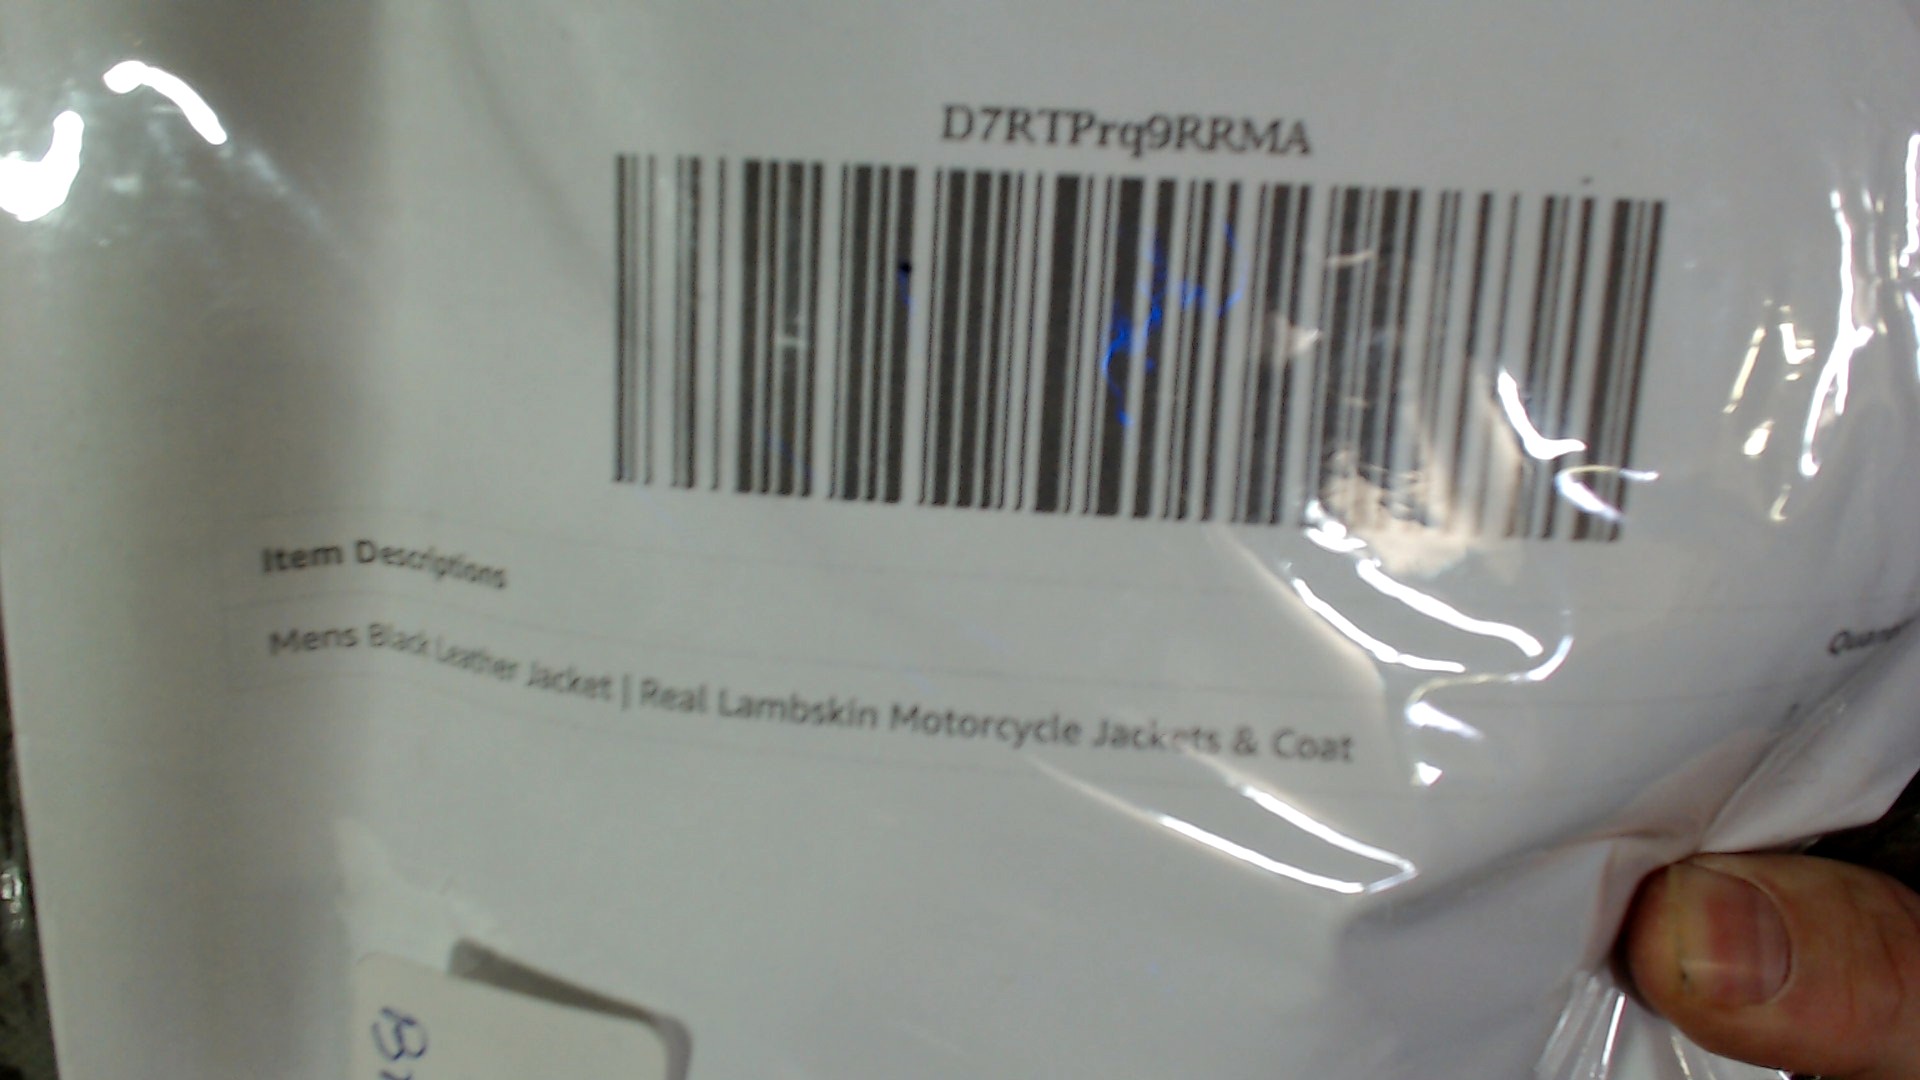 D7RTPrq9RRMA
Item Descriptions
Mens Black Leather Jacket | Real Lambskin Motorcycle Jackets & Coat